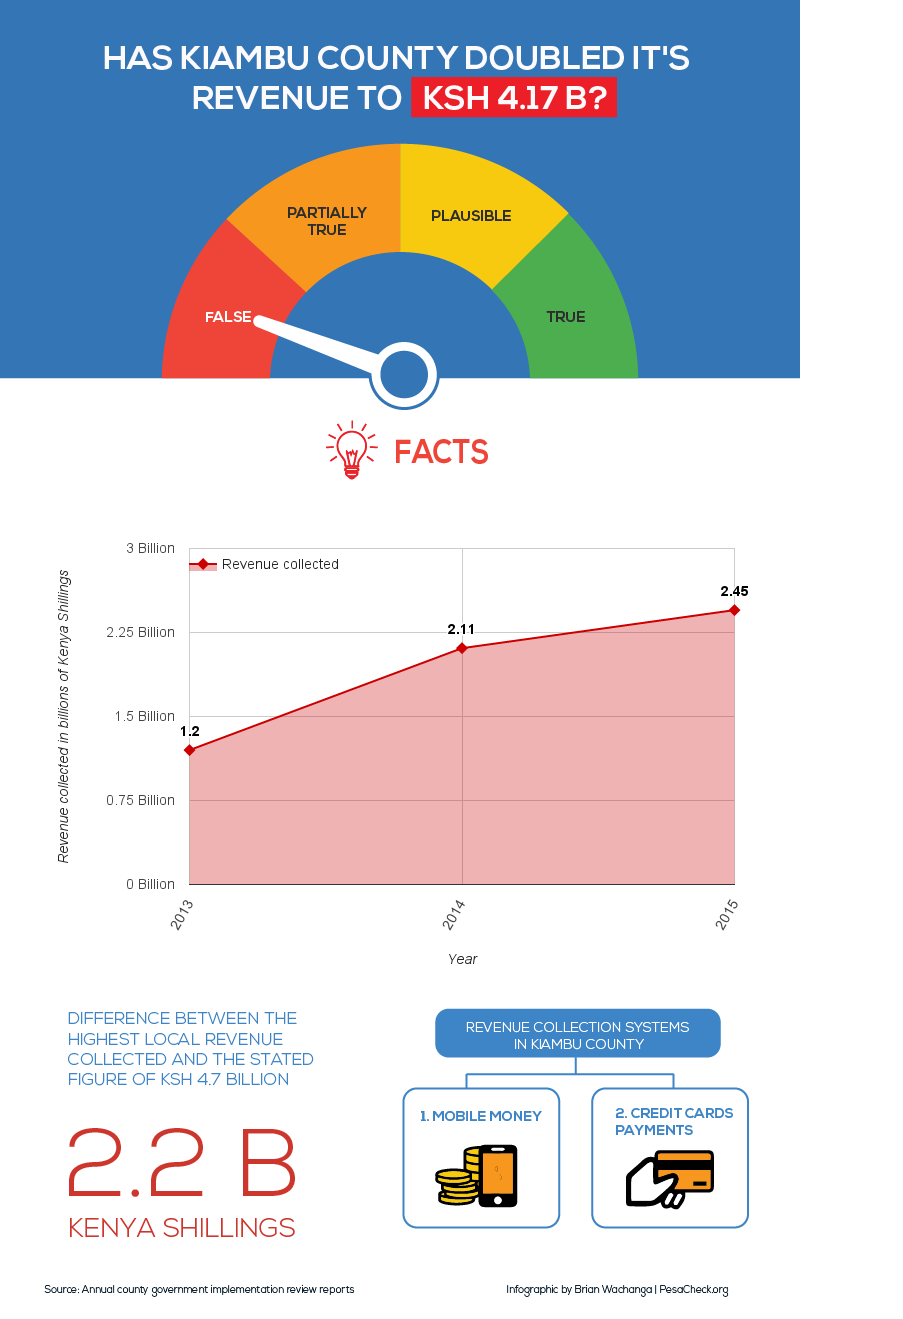 HAS KIAMBU COUNTY DOUBLED IT'S
REVENUE TO KSH 4.17 B?
PARTIALLY
TRUE
PLAUSIBLE
FALSE
TRUE
FACTS
3 Billion
Revenue collected
2.45
2.25 Billion
2.11
1.5 Billion
1.2
0.75 Billion
0 Billion
Revenue collected in billions of Kenya Shillings
2013
2014
2015
Year
DIFFERENCE BETWEEN THE
HIGHEST LOCAL REVENUE
COLLECTED AND THE STATED
FIGURE OF KSH 4.7 BILLION
2.2 B
KENYA SHILLINGS
REVENUE COLLECTION SYSTEMS
IN KIAMBU COUNTY
1. MOBILE MONEY
2. CREDIT CARDS
PAYMENTS
Source: Annual county government implementation review reports
Infographic by Brian Wachanga | PesaCheck.org